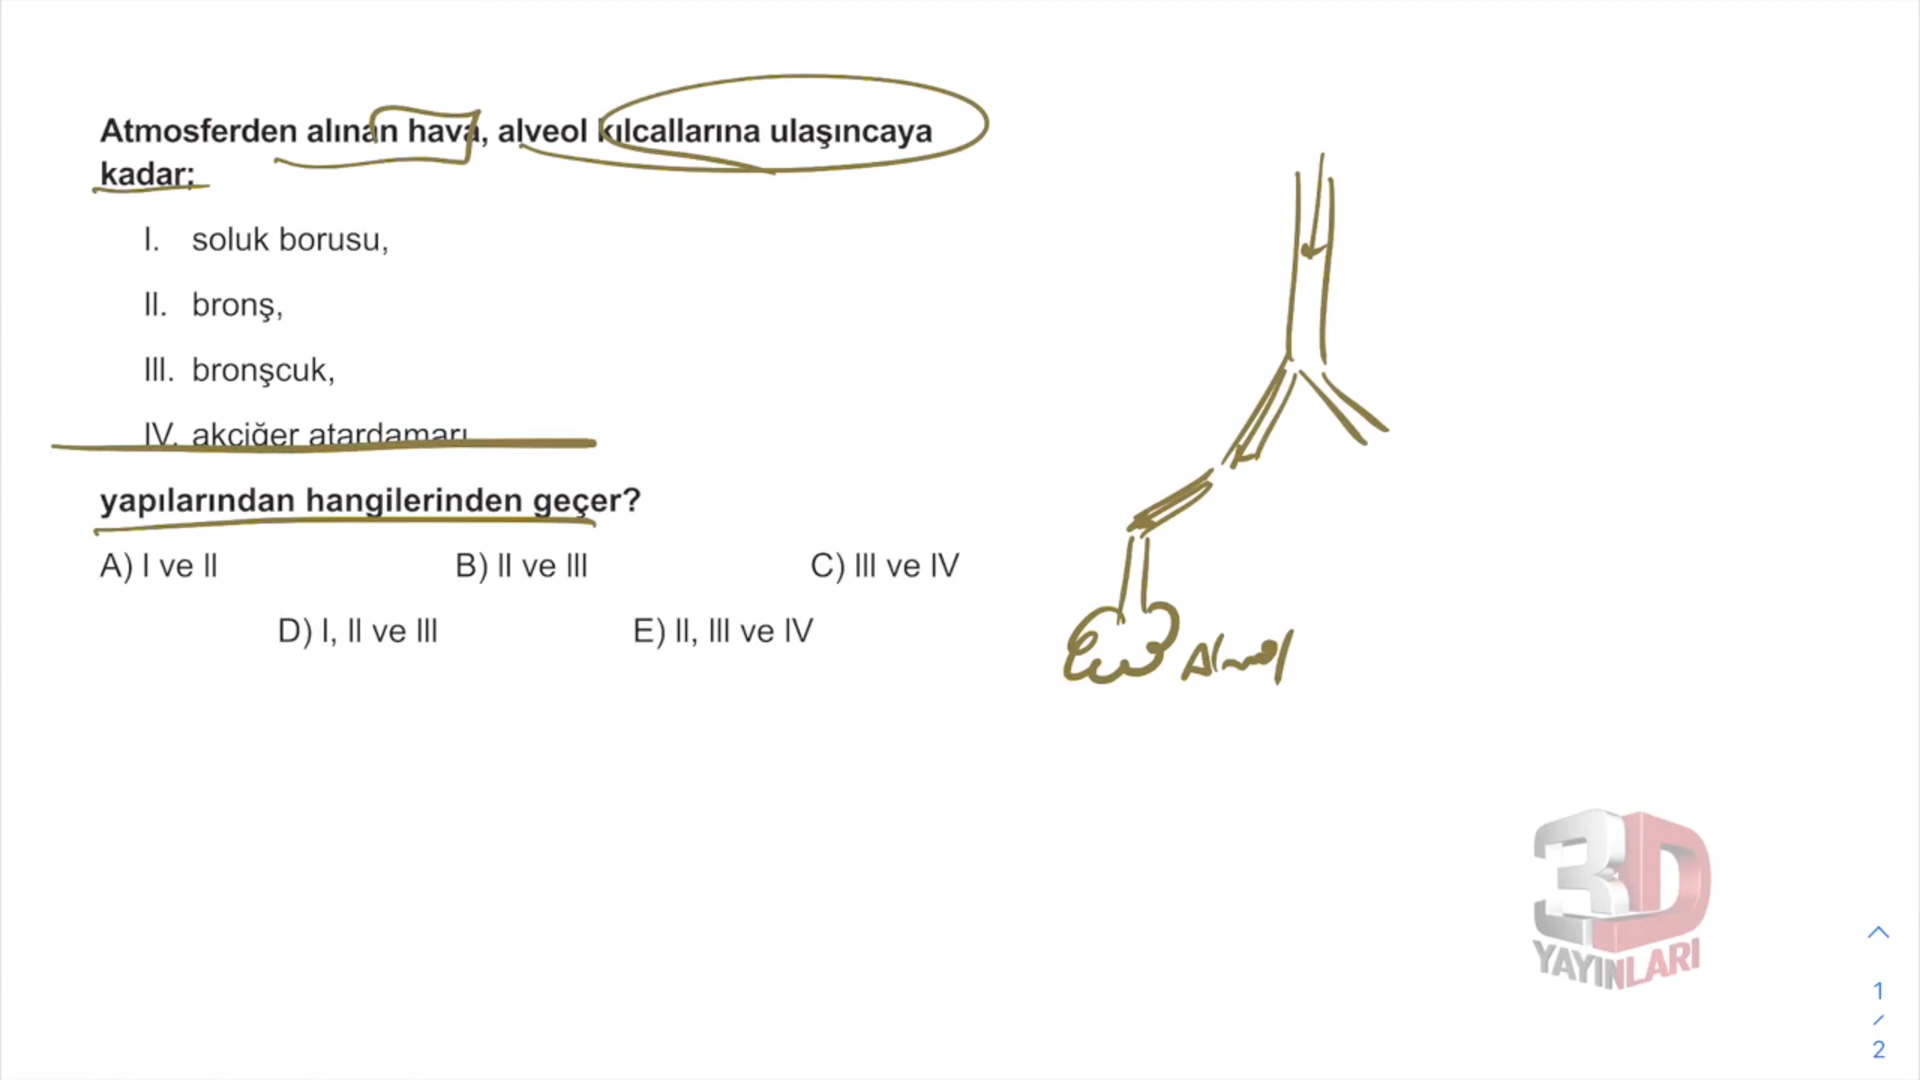 Atmosferden alınan hava, alveol kılcallarına ulaşıncaya
kadar;
I. soluk borusu,
II. bronş,
III. bronşcuk,
IV. akciğer atardamarı
yapılarından hangilerinden geçer?
A) I ve II B) II ve III C) III ve IV
D) I, II ve III E) II, III ve IV
Alveol
3D
YAYINLARI
1
/
2